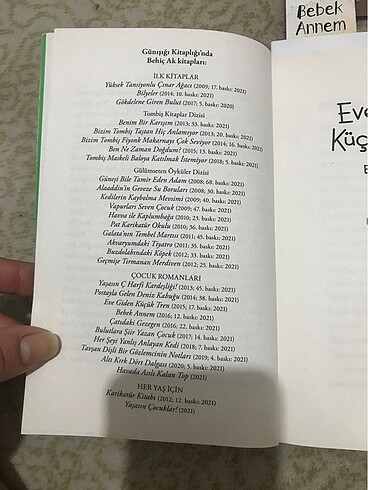 Bebek
Annem
Günışığı Kitaplığı'nda
Behiç Ak kitapları:
İLK KİTAPLAR
Yüksek Tansiyonlu Çınar Ağacı (2009; 17. baskı: 2021)
Bilyeler (2014; 10. baskı: 2021)
Gökdelene Giren Bulut (2017; 5. baskı: 2020)
Tombiş Kitaplar Dizisi
Benim Bir Karışım (2013; 33. baskı: 2021)
Bizim Tombiş Taştan Hiç Anlamıyor (2013; 20. baskı: 2021)
Bizim Tombiş Fiyonk Makarnayı Çok Seviyor (2014; 16. baskı: 2021)
Ben Ne Zaman Doğdum? (2015; 13. baskı: 2021)
Tombiş Maskeli Baloya Katılmak İstemiyor (2018; 5. baskı: 2021)
Gülümseten Öyküler Dizisi
Güneşi Bile Tamir Eden Adam (2008; 68. baskı: 2021)
Alaaddin'in Geveze Su Boruları (2008; 30. baskı: 2021)
Kedilerin Kaybolma Mevsimi (2009; 40. baskı: 2021)
Vapurları Seven Çocuk (2009; 47. baskı: 2021)
Havva ile Kaplumbağa (2010; 23. baskı: 2021)
Pat Karikatür Okulu (2010; 36. baskı: 2021)
Galata'nın Tembel Martısı (2011; 45. baskı: 2021)
Akvaryumdaki Tiyatro (2011; 35. baskı: 2021)
Buzdolabındaki Köpek (2012; 33. baskı: 2021)
Geçmişe Tırmanan Merdiven (2012; 25. baskı: 2021)
ÇOCUK ROMANLARI
Yaşasın Ç Harfi Kardeşliği! (2013; 45. baskı: 2021)
Postayla Gelen Deniz Kabuğu (2014; 38. baskı: 2021)
Eve Giden Küçük Tren (2015; 17. baskı: 2021)
Bebek Annem (2016; 12. baskı: 2021)
Çatıdaki Gezegen (2016; 22. baskı: 2021)
Bulutlara Şiir Yazan Çocuk (2017; 14. baskı: 2021)
Her Şeyi Yanlış Anlayan Kedi (2018; 7. baskı: 2021)
Tavşan Dişli Bir Gözlemcinin Notları (2019; 4. baskı: 2021)
Altı Kırk Dört Dalgası (2020; 5. baskı: 2021)
Havada Asılı Kalan Top (2021)
HER YAŞ İÇİN
Karikatür Kitabı (2012; 12. baskı: 2021)
Yaşasın Çocuklar! (2021)
Eve
Küç